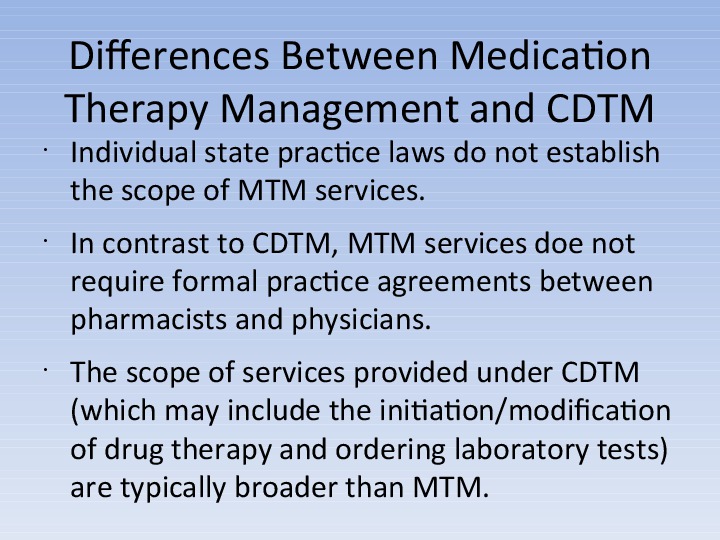 Differences Between Medication
Therapy Management and CDTM
• Individual state practice laws do not establish
the scope of MTM services.
• In contrast to CDTM, MTM services doe not
require formal practice agreements between
pharmacists and physicians.
• The scope of services provided under CDTM
(which may include the initiation/modification
of drug therapy and ordering laboratory tests)
are typically broader than MTM.